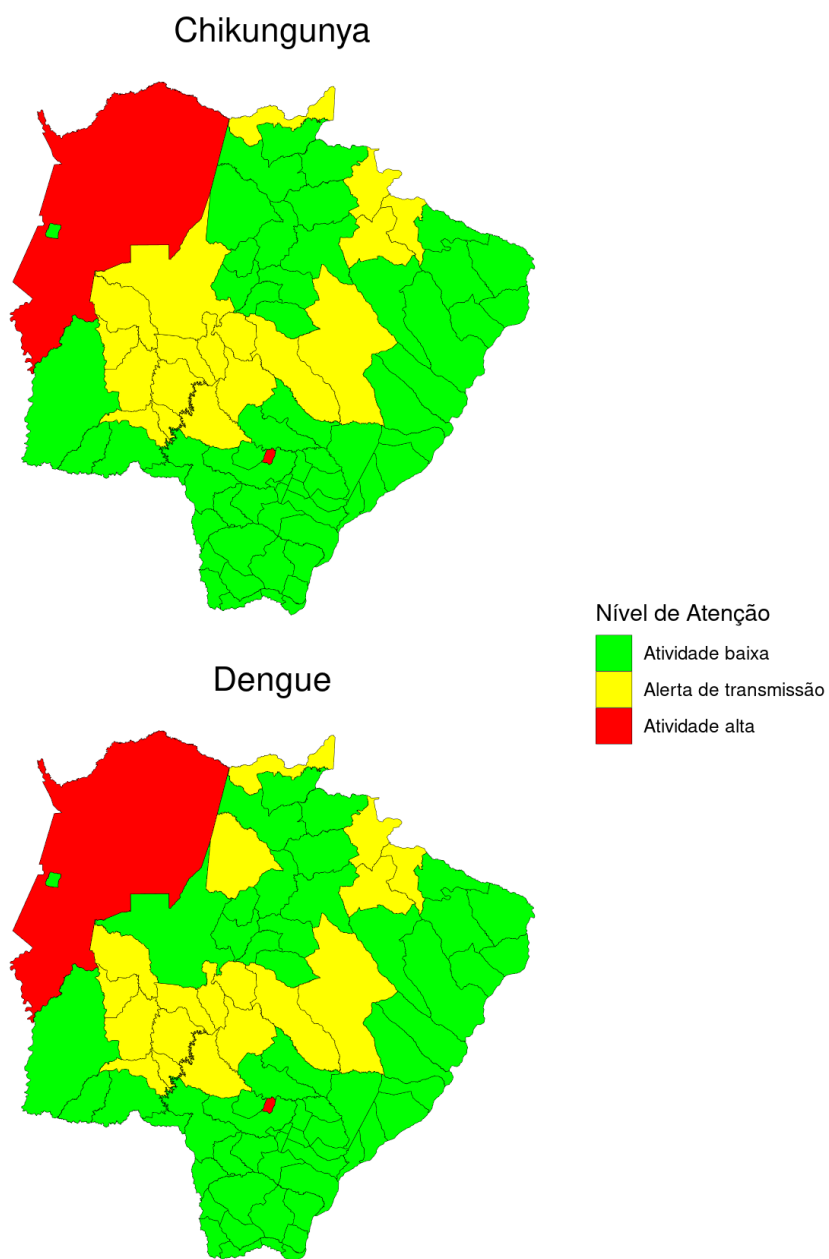 Chikungunya
Nível de Atenção
Atividade baixa
Alerta de transmissão
Atividade alta
Dengue